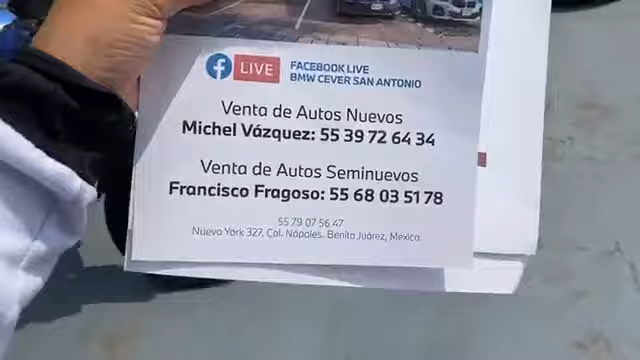 LIVE
FACEBOOK LIVE
BMW CEVER SAN ANTONIO
Venta de Autos Nuevos
Michel Vázquez: 55 39 72 64 34
Venta de Autos Seminuevos
Francisco Fragoso: 55 68 03 51 78
55 79 07 56 47
Nueva York 327. Col. Nápoles. Benito Juárez, Mexico.